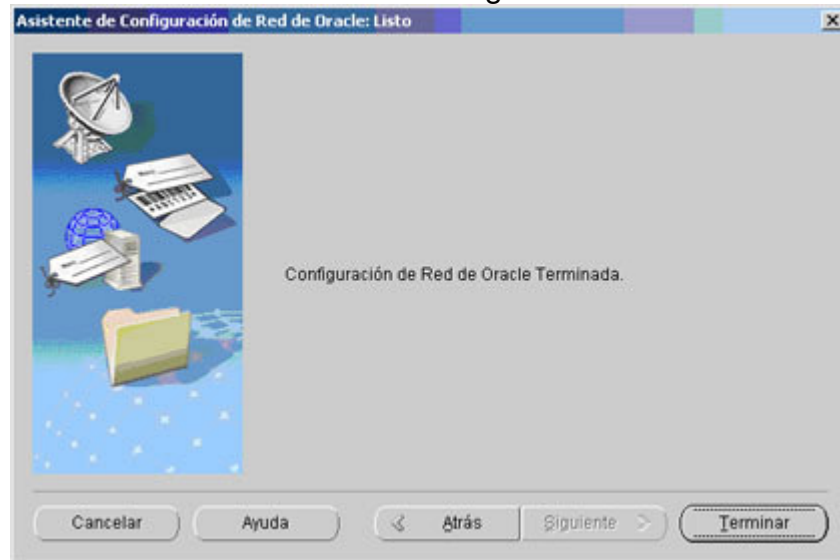 Asistente de Configuración de Red de Oracle: Listo
Configuración de Red de Oracle Terminada.
Cancelar
Ayuda
Atrás
Siguiente
Terminar